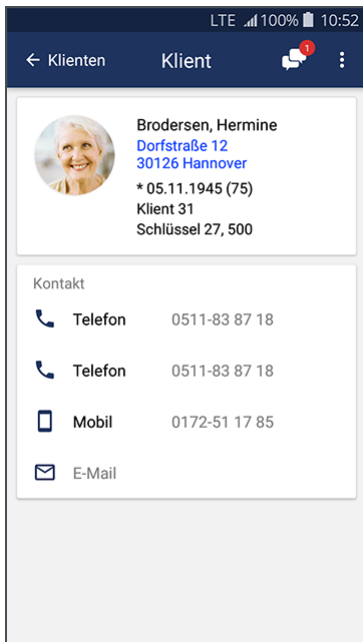 LTE 100% 10:52
← Klienten Klient 1
Brodersen, Hermine
Dorfstraße 12
30126 Hannover
* 05.11.1945 (75)
Klient 31
Schlüssel 27, 500
Kontakt
Telefon 0511-83 87 18
Telefon 0511-83 87 18
Mobil 0172-51 17 85
E-Mail